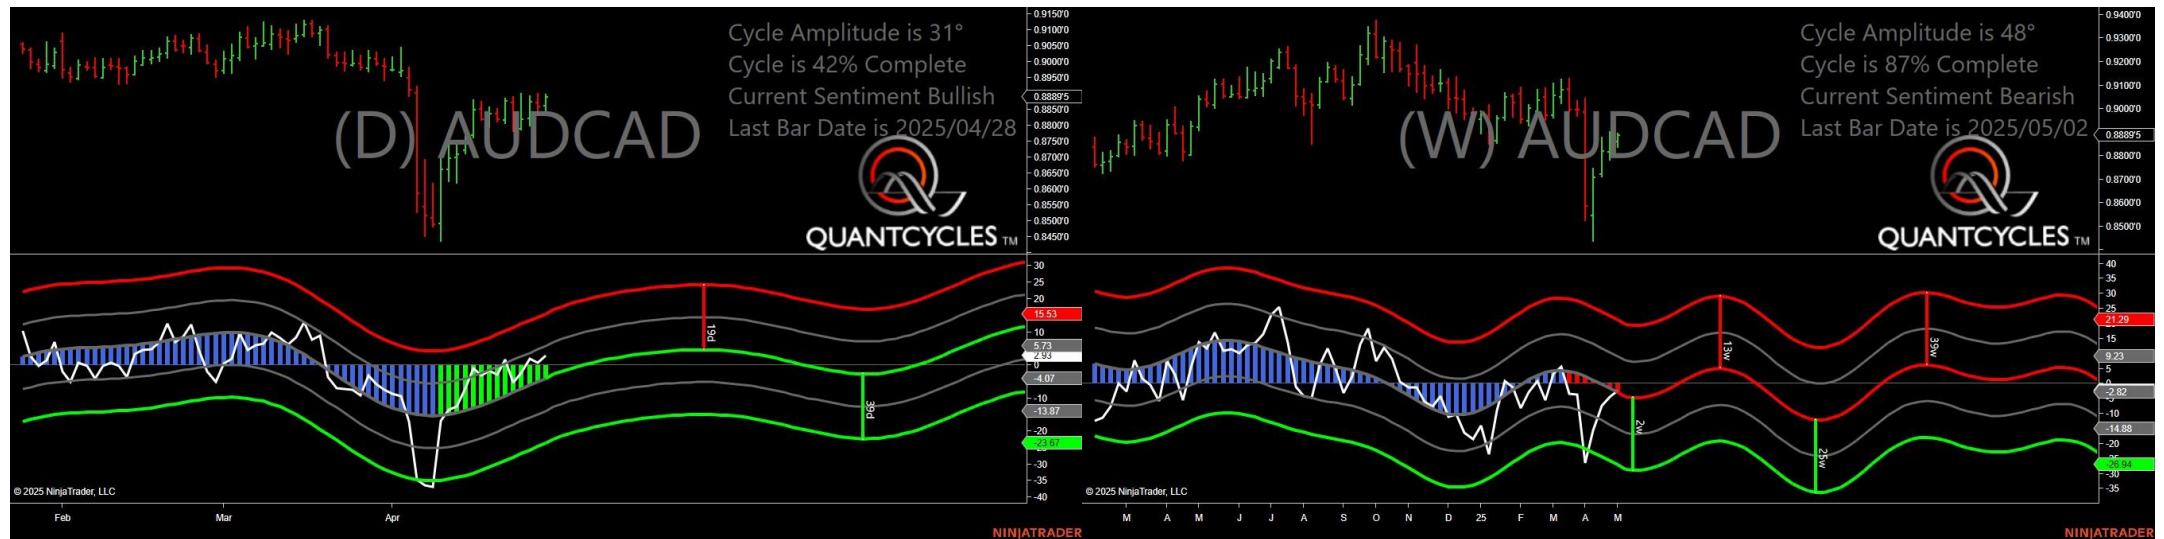 Cycle Amplitude is 31°
Cycle is 42% Complete
Current Sentiment Bullish
Last Bar Date is 2025/04/28
(D) AUDCAD
QUANTCYCLES TM
0.9150'0
0.9100'0
0.9050'0
0.9000'0
0.8950'0
0.8889'5
0.8850'0
0.8800'0
0.8750'0
0.8700'0
0.8650'0
0.8600'0
0.8550'0
0.8500'0
0.8450'0
30
25
20
15.53
10
5.73
2.93
0
-4.07
-10
-13.87
-20
-23.67
-30
-35
-40
19d
39d
© 2025 NinjaTrader, LLC
Feb Mar Apr
NINJATRADER
Cycle Amplitude is 48°
Cycle is 87% Complete
Current Sentiment Bearish
Last Bar Date is 2025/05/02
(W) AUDCAD
QUANTCYCLES TM
0.9400'0
0.9300'0
0.9200'0
0.9100'0
0.9000'0
0.8889'5
0.8800'0
0.8700'0
0.8600'0
0.8500'0
40
35
30
25
21.29
15
9.23
5
-2.82
-10
-14.88
-20
-26.94
-30
-35
13w
39w
2w
25w
© 2025 NinjaTrader, LLC
M A M J J A S O N D 25 F M A M
NINJATRADER